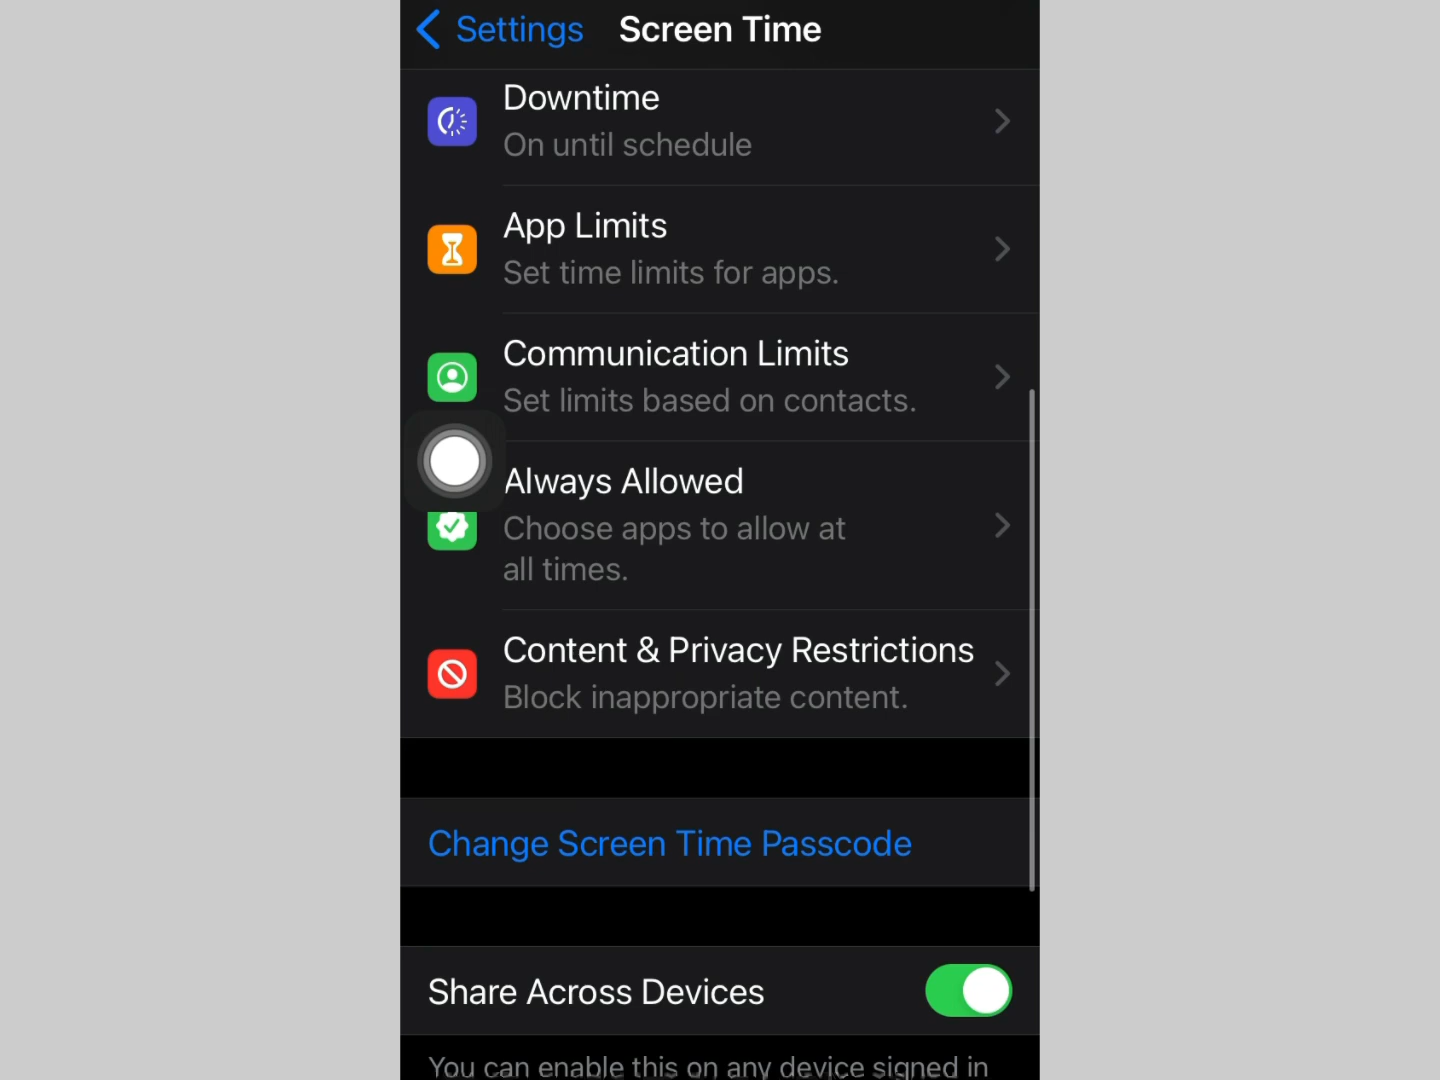 Settings Screen Time
Downtime
On until schedule
App Limits
Set time limits for apps.
Communication Limits
Set limits based on contacts.
Always Allowed
Choose apps to allow at
all times.
Content & Privacy Restrictions
Block inappropriate content.
Change Screen Time Passcode
Share Across Devices
You can enable this on any device signed in